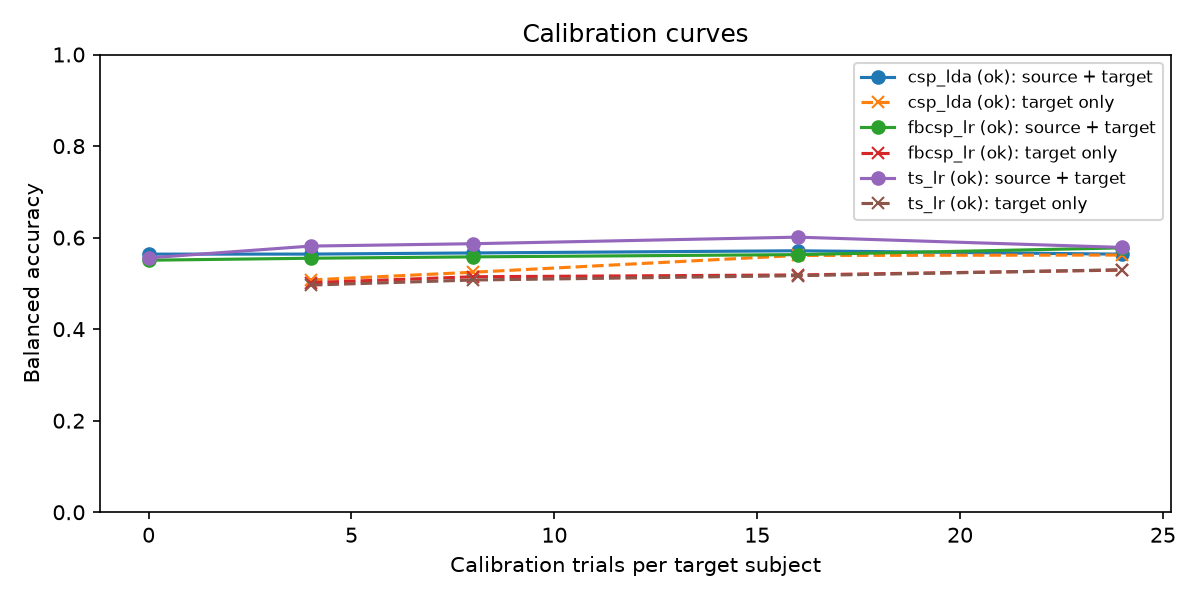 Calibration curves
1.0
0.8
0.6
0.4
0.2
0.0
Balanced accuracy
csp_lda (ok): source + target
csp_lda (ok): target only
fbcsp_lr (ok): source + target
fbcsp_lr (ok): target only
ts_lr (ok): source + target
ts_lr (ok): target only
0 5 10 15 20 25
Calibration trials per target subject